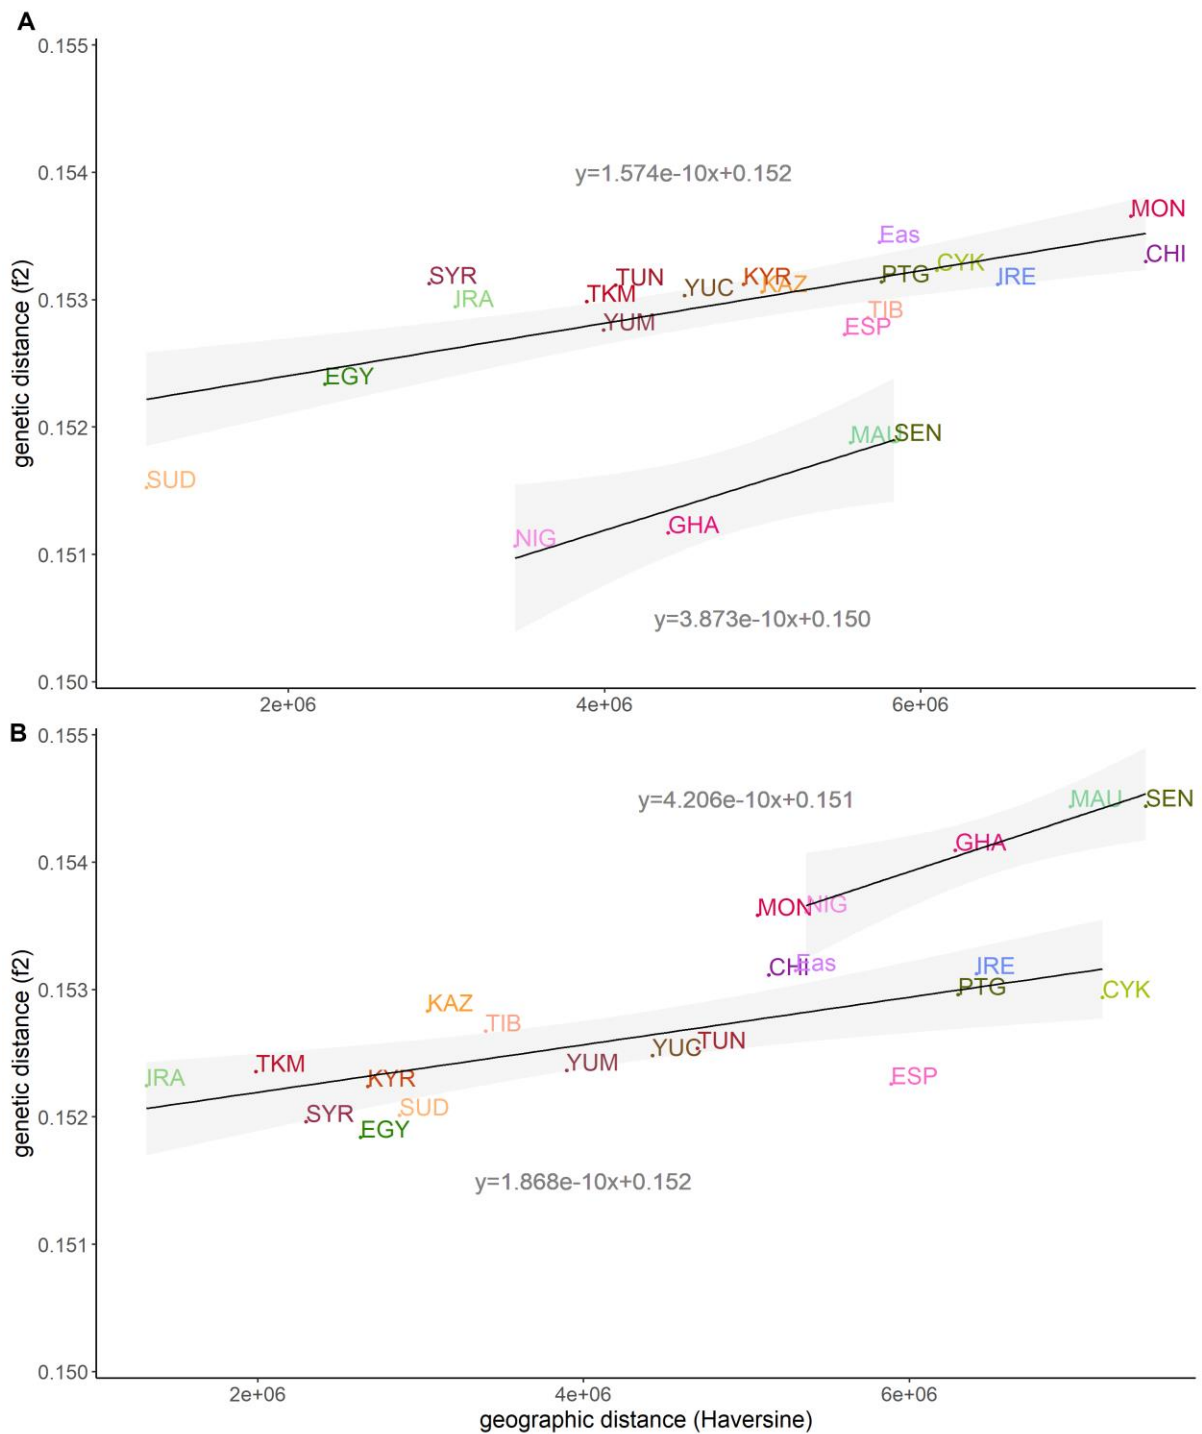 A
0.155
0.154
y=1.574e-10x+0.152
MON
Eas
CHI
SYR
TUN
KYR
PTG
CYK
IRE
IRA
TKM
YUC
KAZ
0.153
YUM
TIB
ESP
EGY
genetic distance (f2)
0.152
MAU
SEN
SUD
NIG
GHA
0.151
y=3.873e-10x+0.150
0.150
2e+06
4e+06
6e+06
B
0.155
y=4.206e-10x+0.151
MAU
SEN
GHA
0.154
MON
NIG
CHI
Eas
IRE
0.153
PTG
CYK
KAZ
TIB
TUN
YUC
TKM
YUM
IRA
KYR
ESP
SYR
SUD
EGY
genetic distance (f2)
0.152
y=1.868e-10x+0.152
0.151
0.150
2e+06
4e+06
6e+06
geographic distance (Haversine)